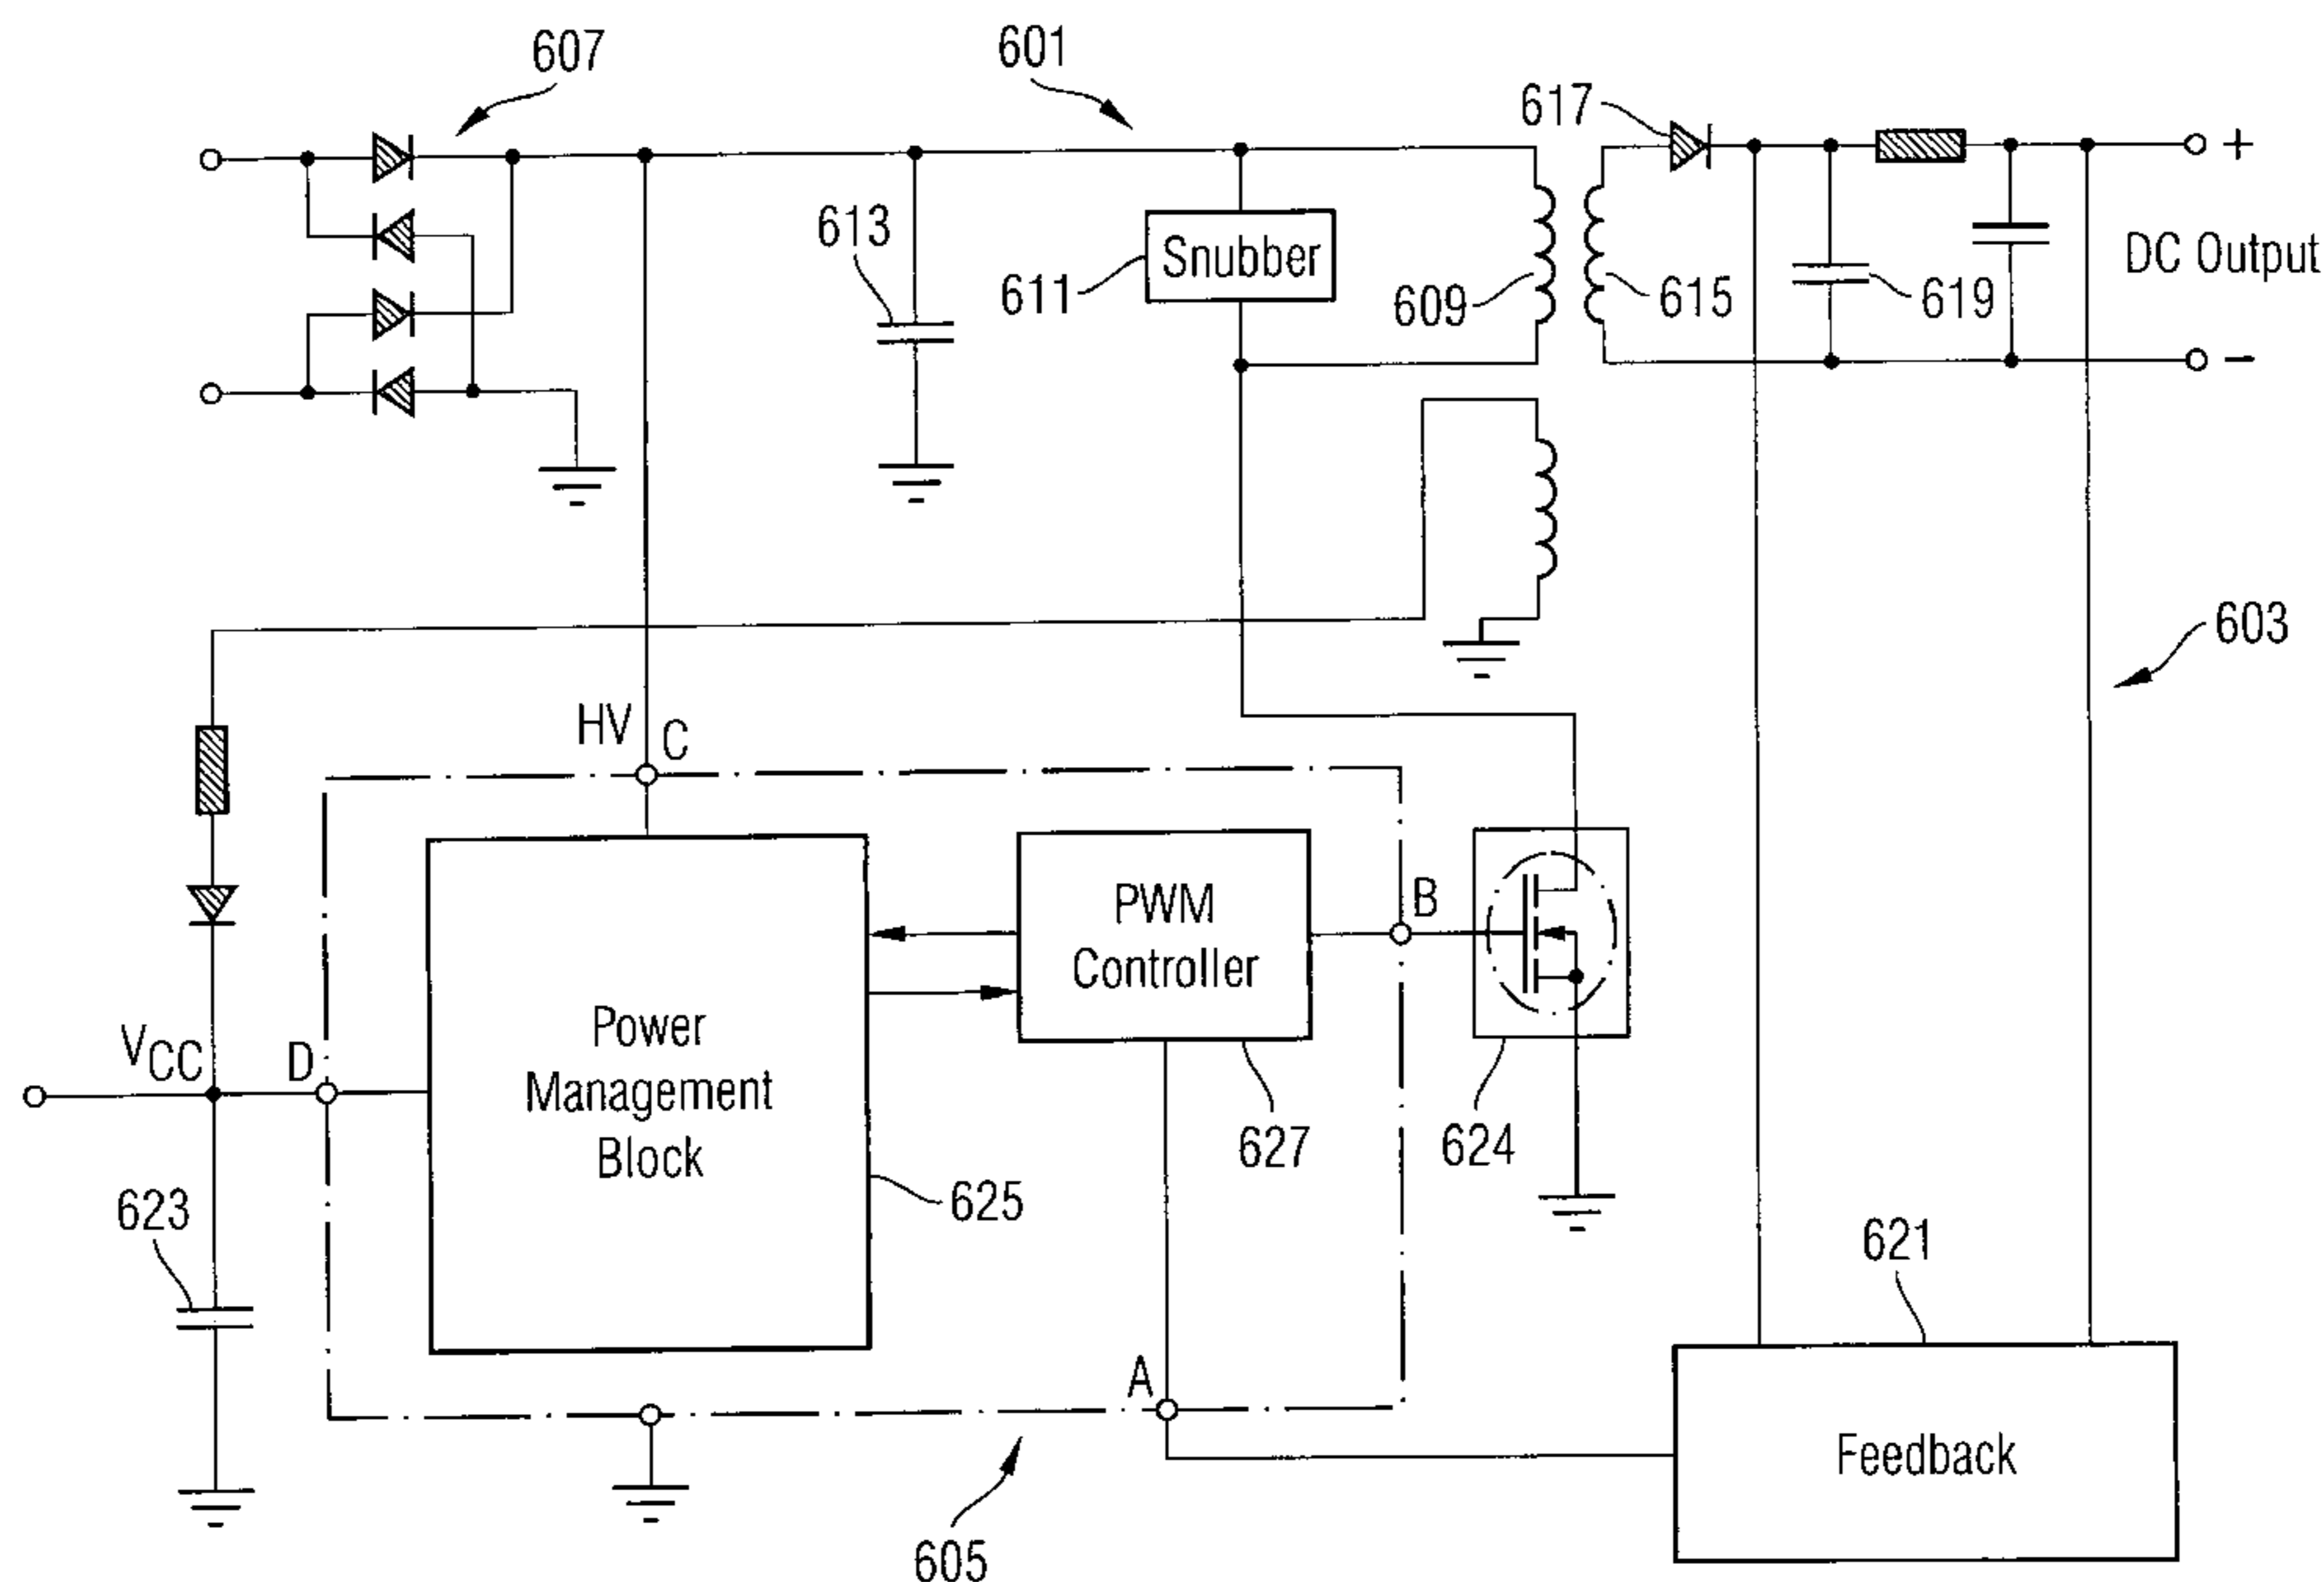 607
601
617
+
613
Snubber
DC Output
611
609
615
619
−
603
HV
C
PWM
Controller
B
Power
Management
Block
VCC
D
627
624
625
623
621
A
Feedback
605